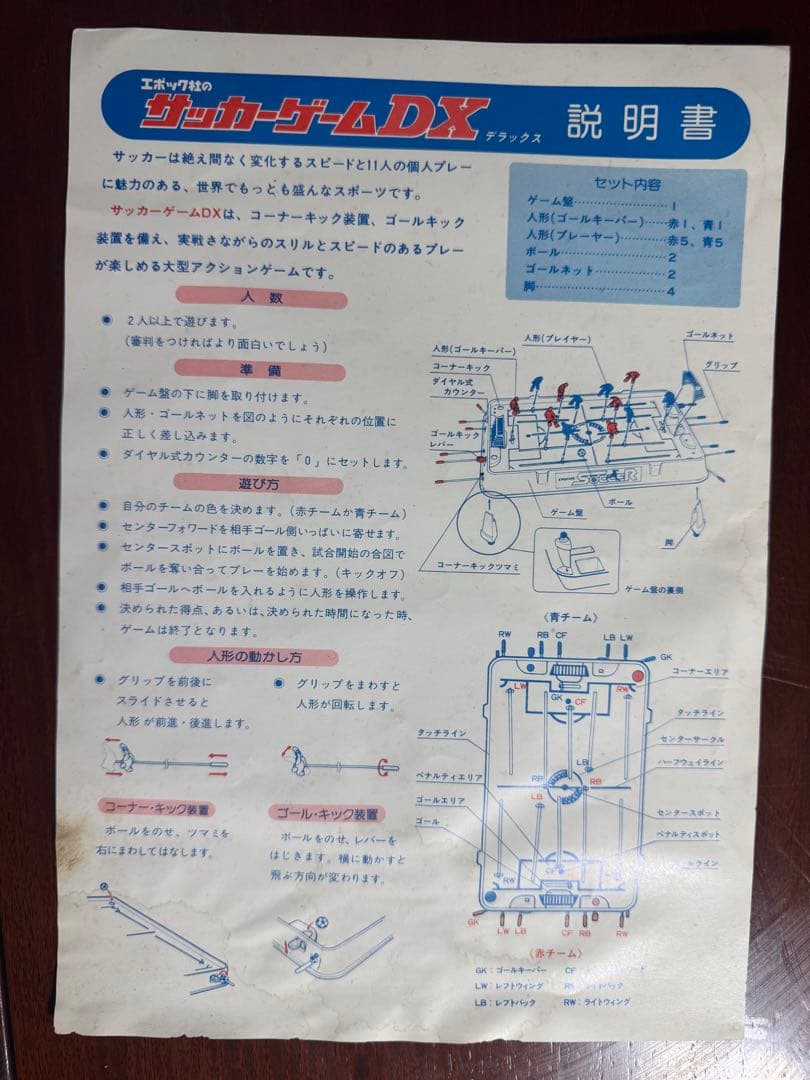 エポック社の
サッカーゲームDX
デラックス
説明書
サッカーは絶え間なく変化するスピードと11人の個人プレー
に魅力のある、世界でもっとも盛んなスポーツです。
サッカーゲームDXは、コーナーキック装置、ゴールキック
装置を備え、実戦さながらのスリルとスピードのあるプレー
が楽しめる大型アクションゲームです。
セット内容
ゲーム盤……………………1
人形(ゴールキーパー)……赤1、青1
人形(プレーヤー)…………赤5、青5
ボール………………………2
ゴールネット………………2
脚……………………………4
人数
◉ 2人以上で遊びます。
(審判をつければより面白いでしょう)
準備
◉ ゲーム盤の下に脚を取り付けます。
◉ 人形・ゴールネットを図のようにそれぞれの位置に
正しく差し込みます。
◉ ダイヤル式カウンターの数字を「0」にセットします。
遊び方
◉ 自分のチームの色を決めます。(赤チームか青チーム)
◉ センターフォワードを相手ゴール側いっぱいに寄せます。
◉ センタースポットにボールを置き、試合開始の合図で
ボールを奪い合ってプレーを始めます。(キックオフ)
◉ 相手ゴールへボールを入れるように人形を操作します。
◉ 決められた得点、あるいは、決められた時間になった時、
ゲームは終了となります。
人形の動かし方
◉ グリップを前後に
スライドさせると
人形が前進・後進します。
◉ グリップをまわすと
人形が回転します。
コーナー・キック装置
ボールをのせ、ツマミを
右にまわしてはなします。
ゴール・キック装置
ボールをのせ、レバーを
はじきます。横に動かすと
飛ぶ方向が変わります。
人形(ゴールキーパー)
人形(プレイヤー)
ゴールネット
グリップ
コーナーキック
ダイヤル式
カウンター
ゴールキック
レバー
SOCCER
ボール
ゲーム盤
脚
コーナーキックツマミ
ゲーム盤の裏側
〈青チーム〉
RW RB CF LB LW
GK
コーナーエリア
LW GK CF RW
タッチライン
タッチライン
センターサークル
LB
ハーフウェイライン
ペナルティエリア
RB RB
LB
ゴールエリア
センタースポット
ゴール
ペナルティスポット
CF
RW LW
GK LW LB CF RB RW
〈赤チーム〉
GK：ゴールキーパー CF
LW：レフトウィング
LB：レフトバック RW：ライトウィング